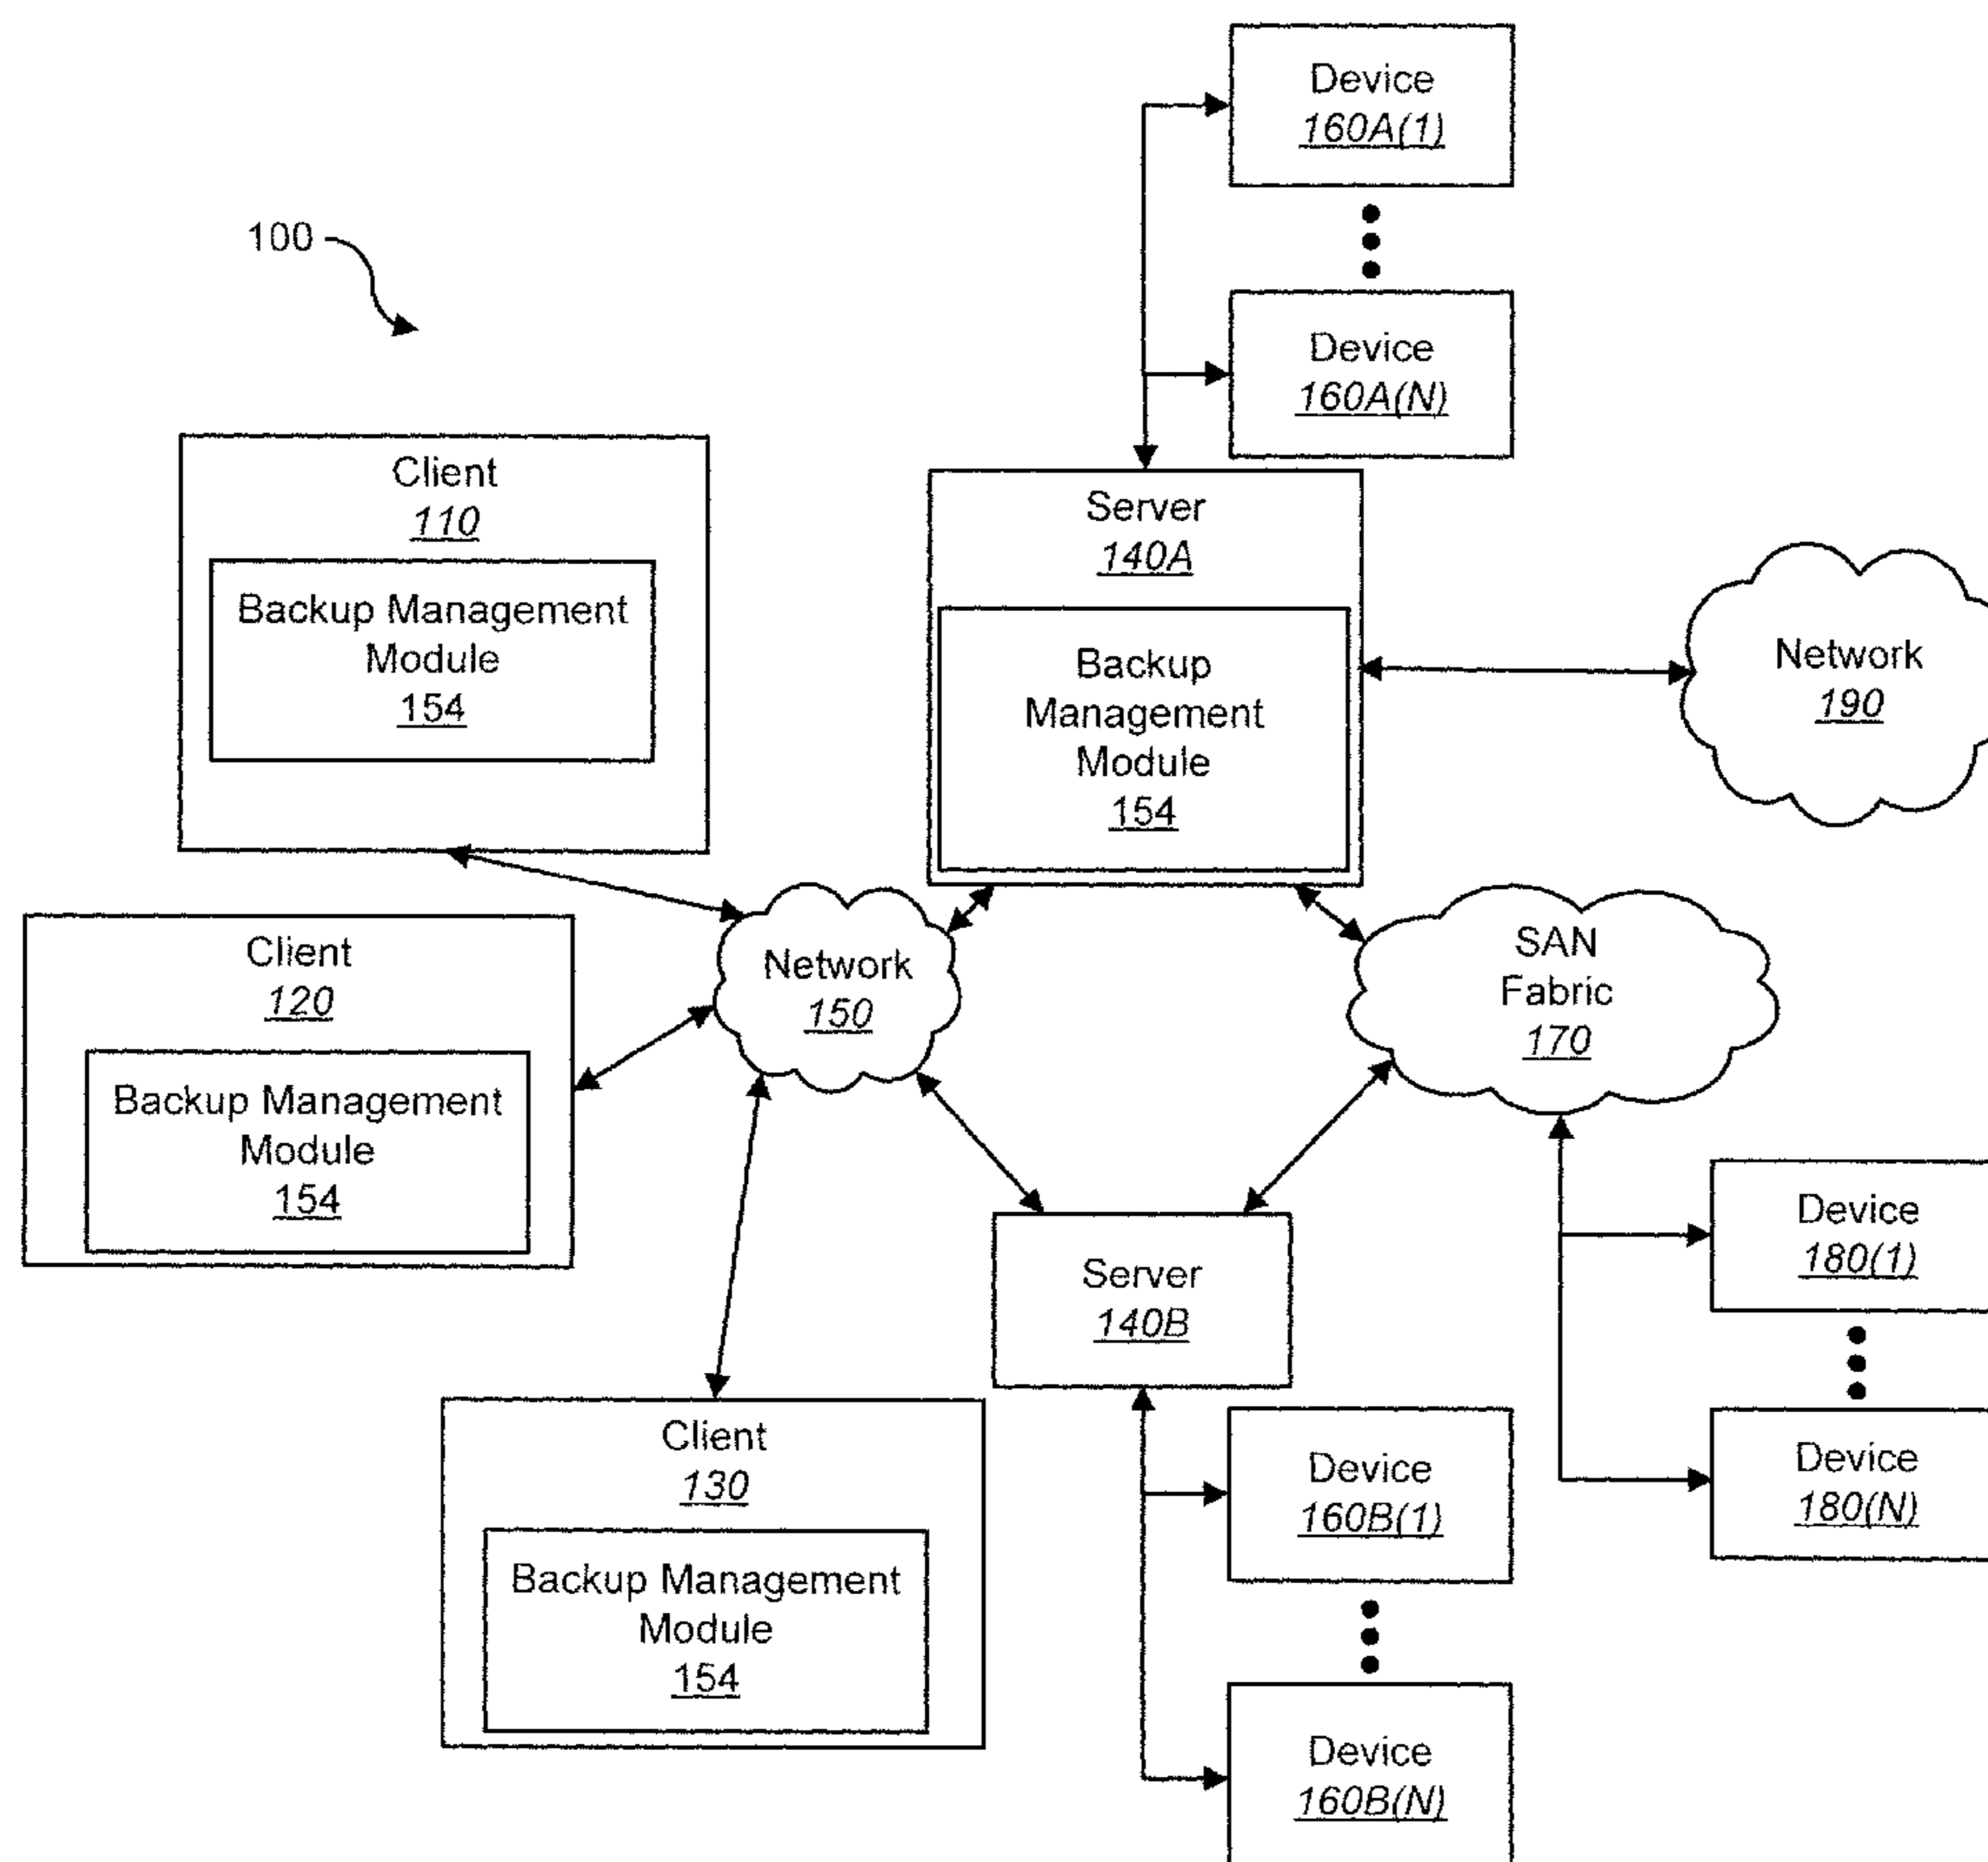 Device
160A(1)
100
Device
160A(N)
Client
110
Backup Management
Module
154
Server
140A
Backup
Management
Module
154
Network
190
Client
120
Backup Management
Module
154
Network
150
SAN
Fabric
170
Server
140B
Device
180(1)
Device
180(N)
Client
130
Backup Management
Module
154
Device
160B(1)
Device
160B(N)